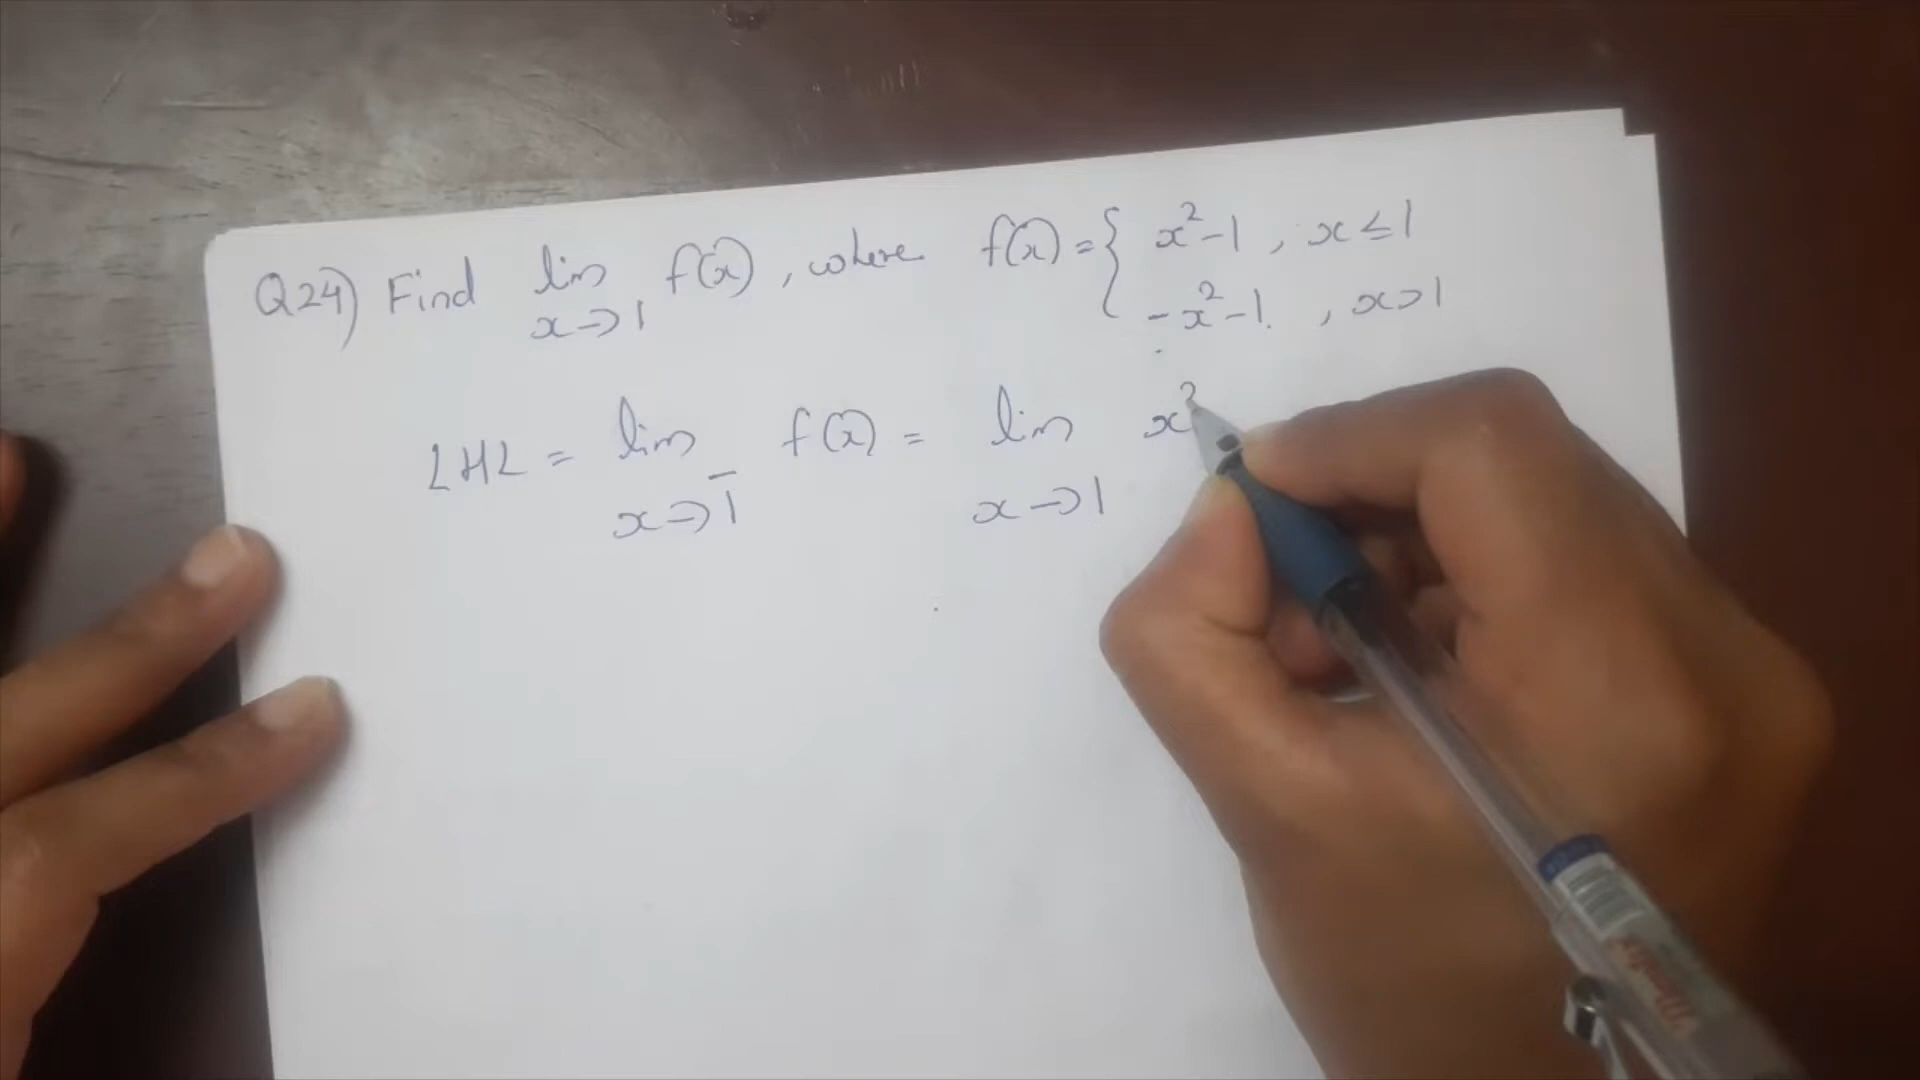 Q24) Find lim f(x), where f(x) = { x²-1 , x ≤ 1
x→1 -x²-1 , x>1
LHL = lim f(x) = lim x²
x→1⁻ x→1